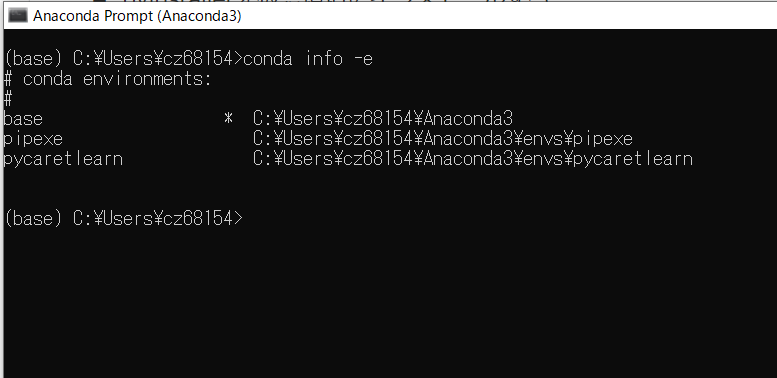 Anaconda Prompt (Anaconda3)
(base) C:¥Users¥cz68154>conda info -e
# conda environments:
#
base * C:¥Users¥cz68154¥Anaconda3
pipexe C:¥Users¥cz68154¥Anaconda3¥envs¥pipexe
pycaretlearn C:¥Users¥cz68154¥Anaconda3¥envs¥pycaretlearn
(base) C:¥Users¥cz68154>